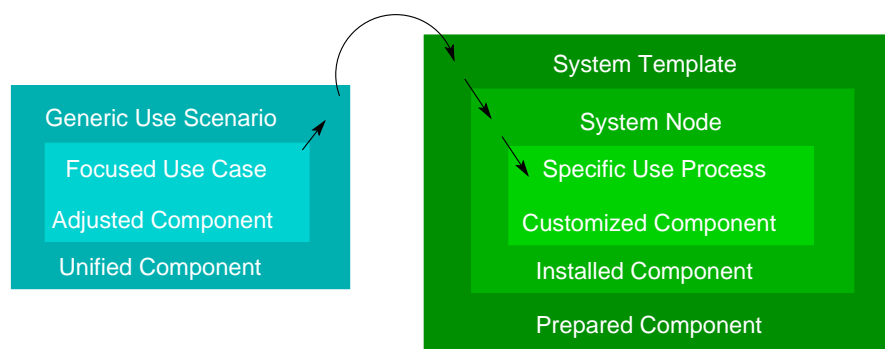 Generic Use Scenario
Focused Use Case
Adjusted Component
Unified Component
System Template
System Node
Specific Use Process
Customized Component
Installed Component
Prepared Component